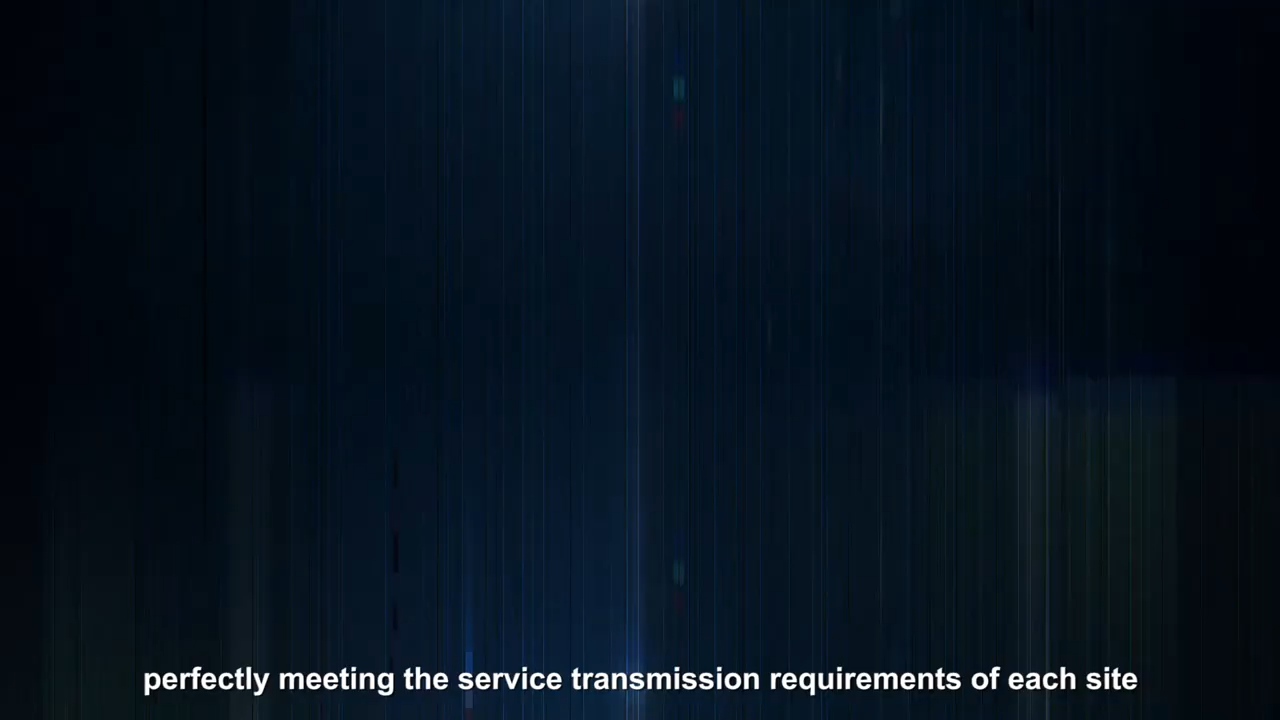 perfectly meeting the service transmission requirements of each site